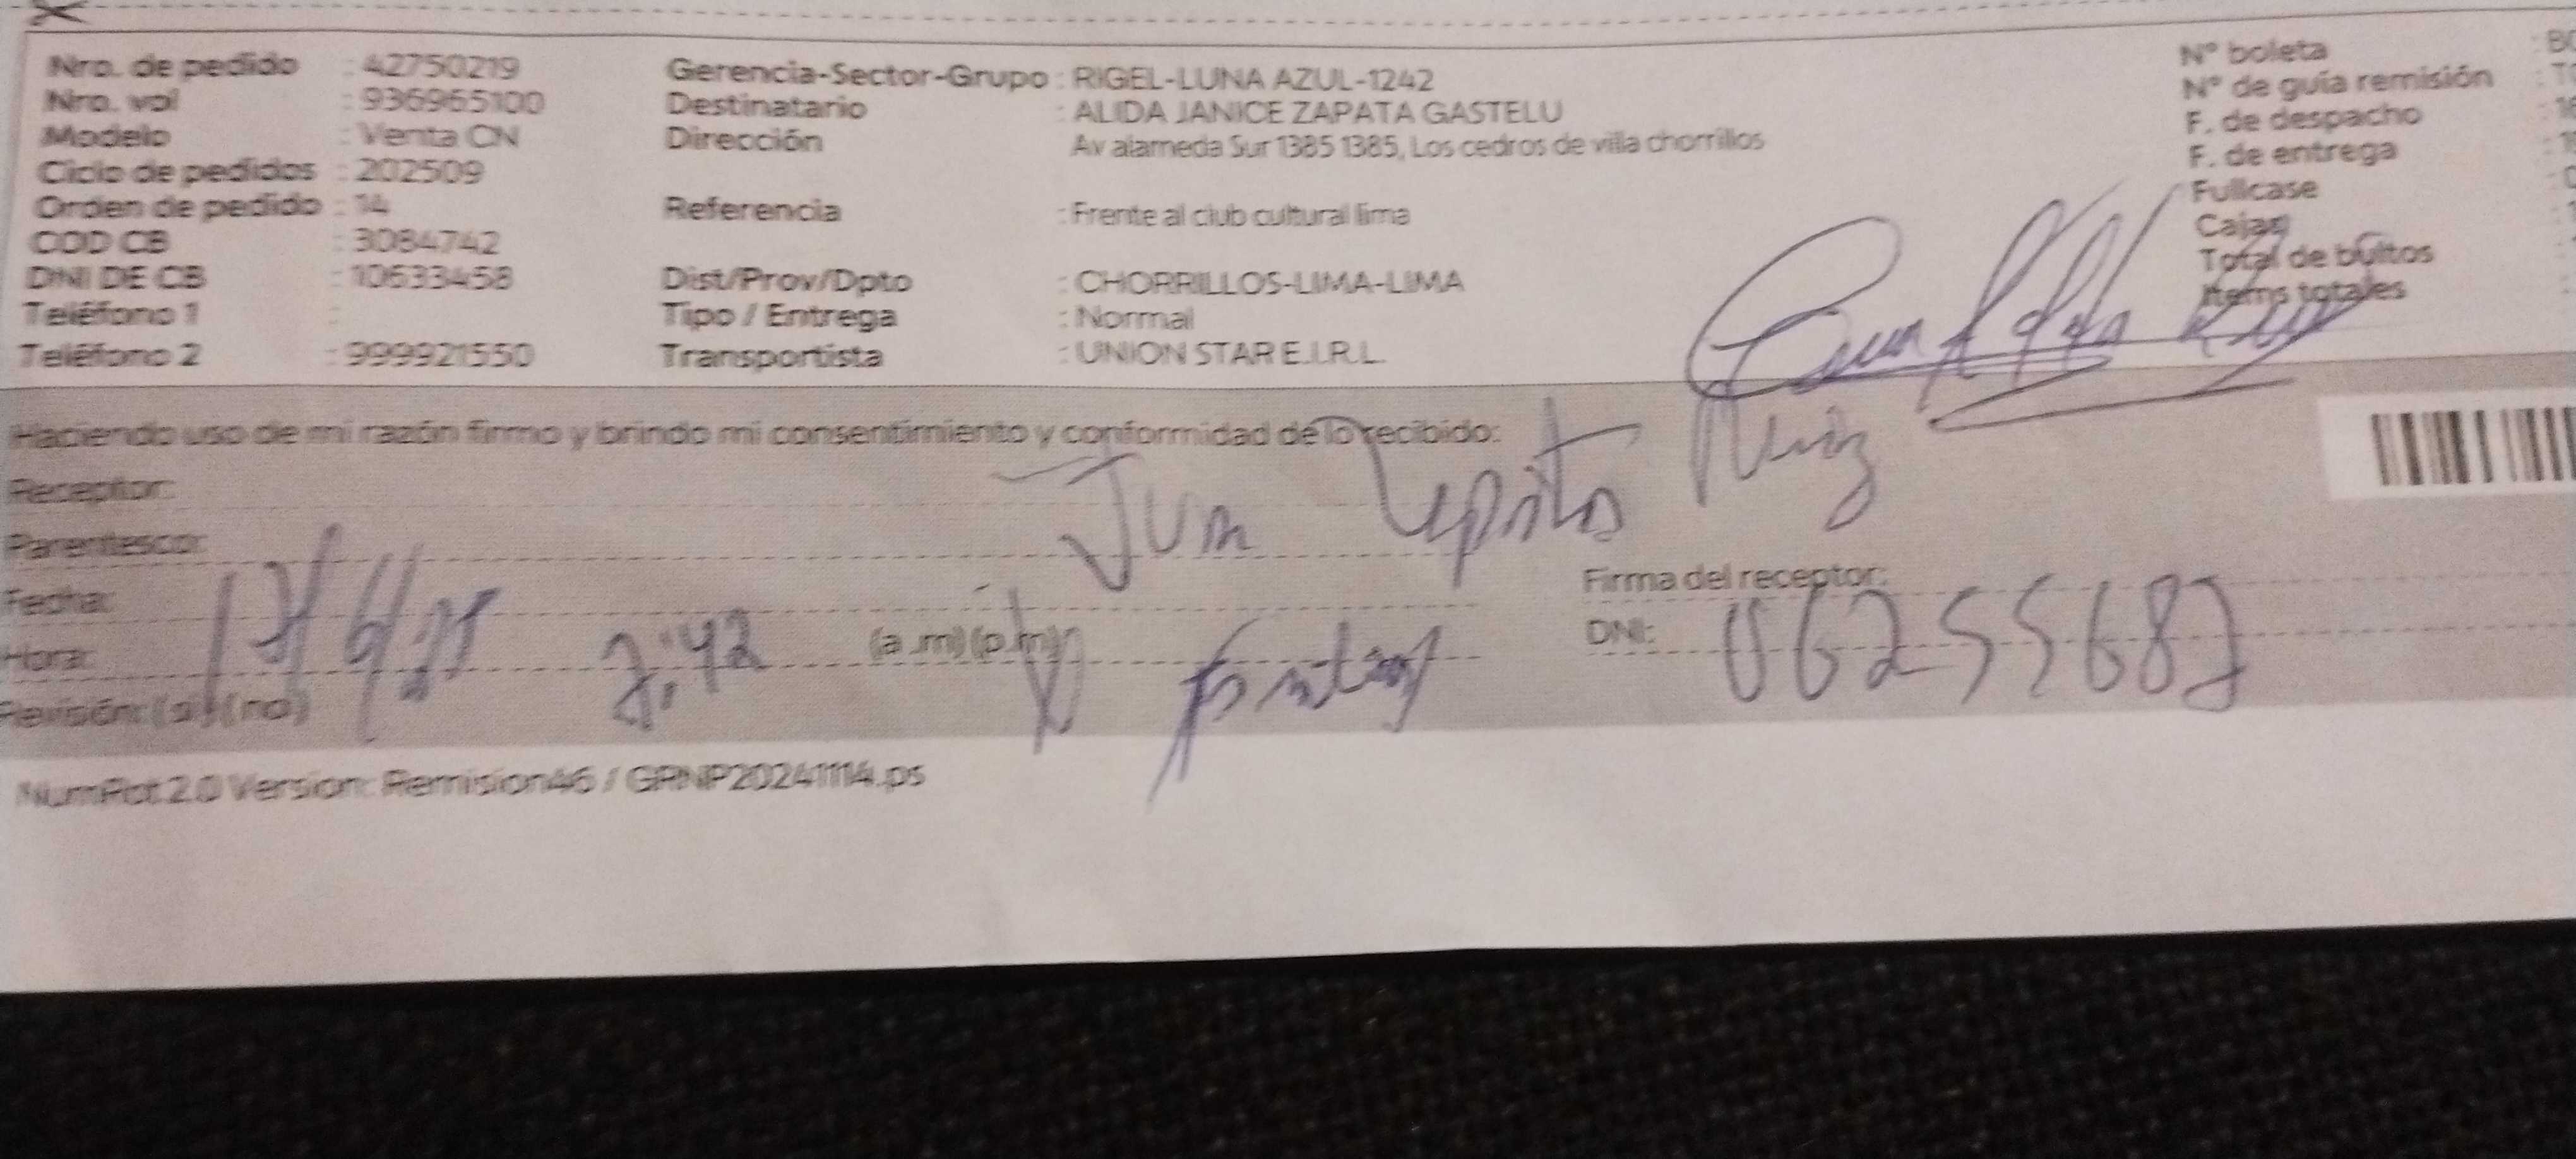 Nro. de pedido : 42750219
Nro. vol : 936965100
Modelo : Venta CN
Ciclo de pedidos : 202509
Orden de pedido : 14
COD CB : 3084742
DNI DE CB : 10633458
Teléfono 1 :
Teléfono 2 : 999921550
Gerencia-Sector-Grupo : RIGEL-LUNA AZUL-1242
Destinatario : ALIDA JANICE ZAPATA GASTELU
Dirección Av alameda Sur 1385 1385, Los cedros de villa chorrillos
Referencia : Frente al club cultural lima
Dist/Prov/Dpto : CHORRILLOS-LIMA-LIMA
Tipo / Entrega : Normal
Transportista : UNION STAR E.I.R.L.
N° boleta
N° de guía remisión
F. de despacho
F. de entrega
Fullcase
Cajas
Total de bultos
Items totales
Haciendo uso de mi razón firmo y brindo mi consentimiento y conformidad de lo recibido:
Receptor:
Parentesco:
Fecha:
Hora: (a .m) (p.m)
Revisión: (si) (no)
Firma del receptor:
DNI: 06255687
NumRot 2.0 Version: Remision46 / GRNP20241114.ps